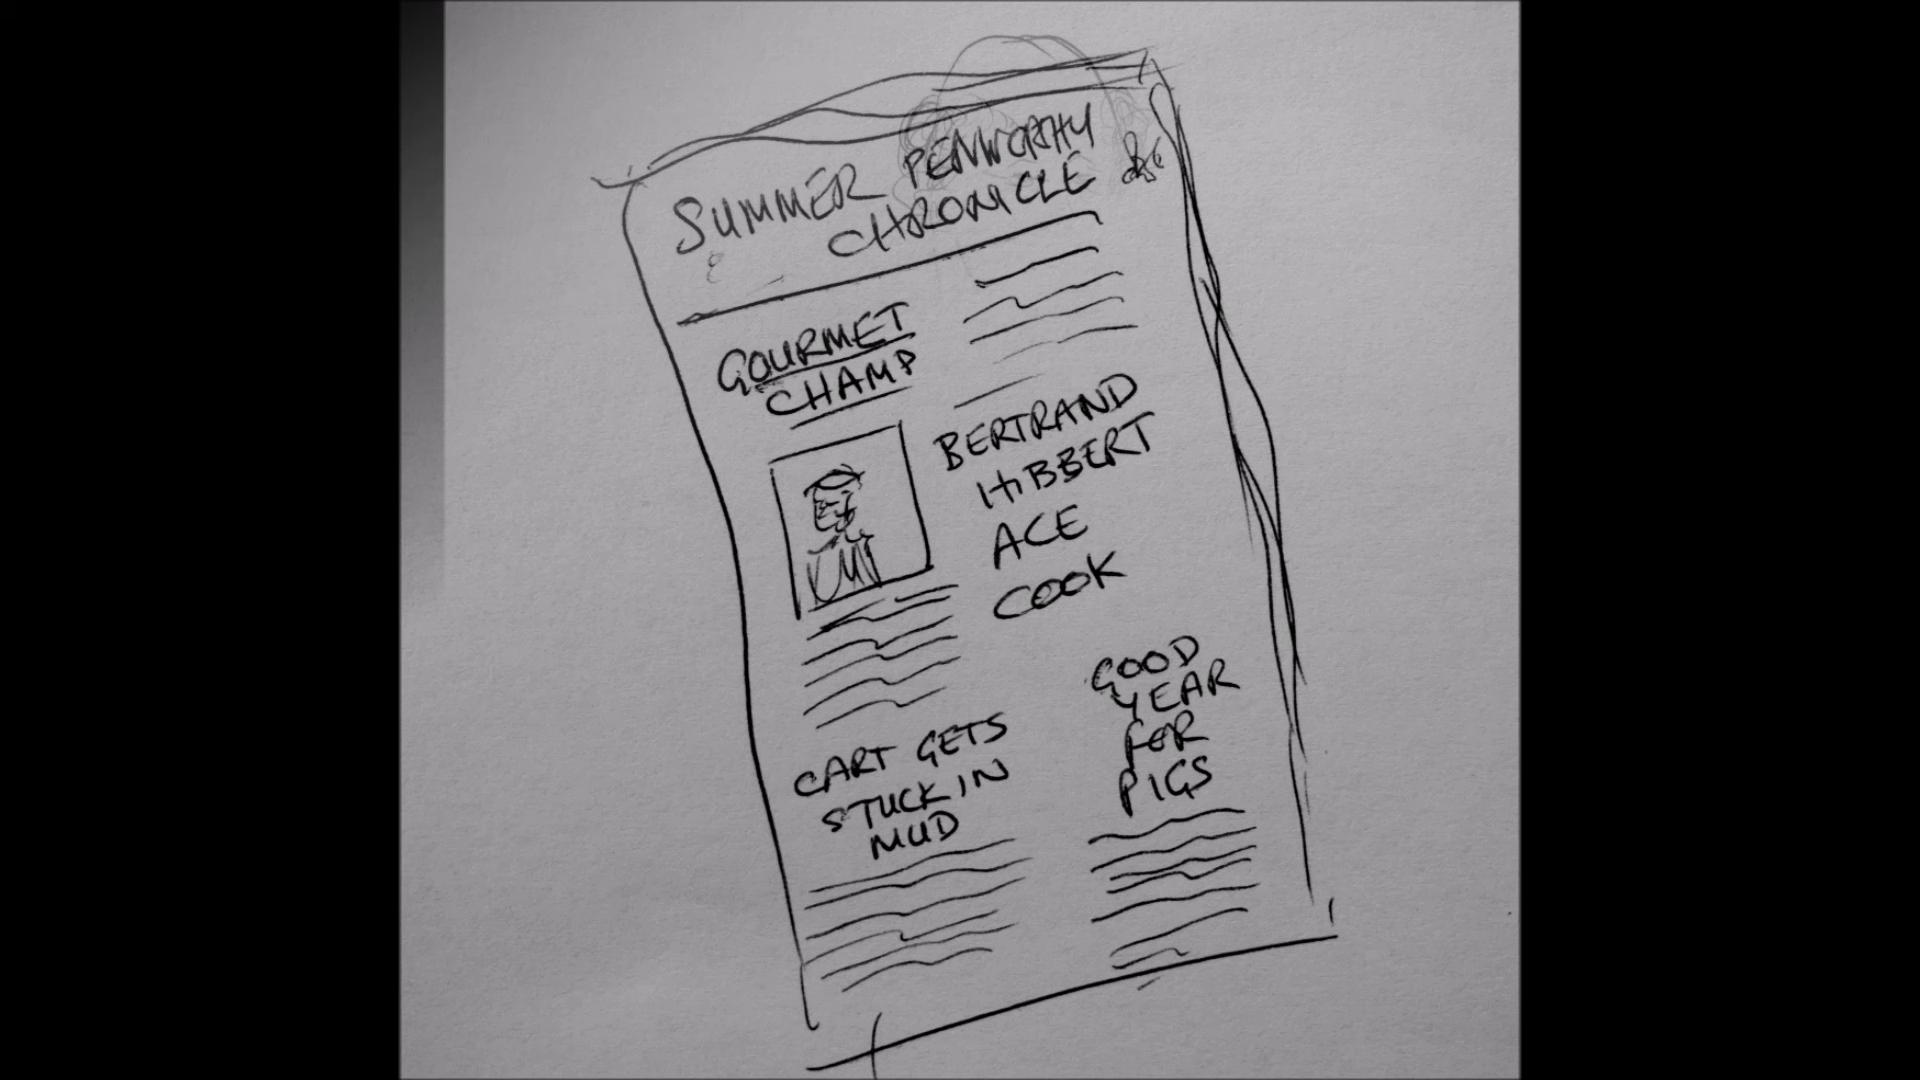 SUMMER PENWORTHY
CHRONICLE
GOURMET
CHAMP
BERTRAND
HIBBERT
ACE
COOK
CART GETS
STUCK IN
MUD
GOOD
YEAR
FOR
PIGS